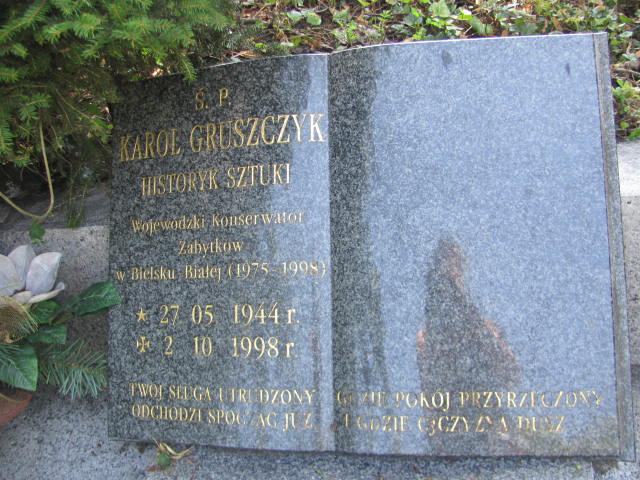 Ś. P.
KAROL GRUSZCZYK
HISTORYK SZTUKI
Wojewódzki Konserwator
Zabytków
w Bielsku Białej (1975-1998)
* 27 05 1944 r.
✠ 2 10 1998 r.
TWÓJ SŁUGA UTRUDZONY
ODCHODZI SPOCZĄĆ JUŻ
GDZIE POKÓJ PRZYRZECZONY
I GDZIE OJCZYZNA DUSZ